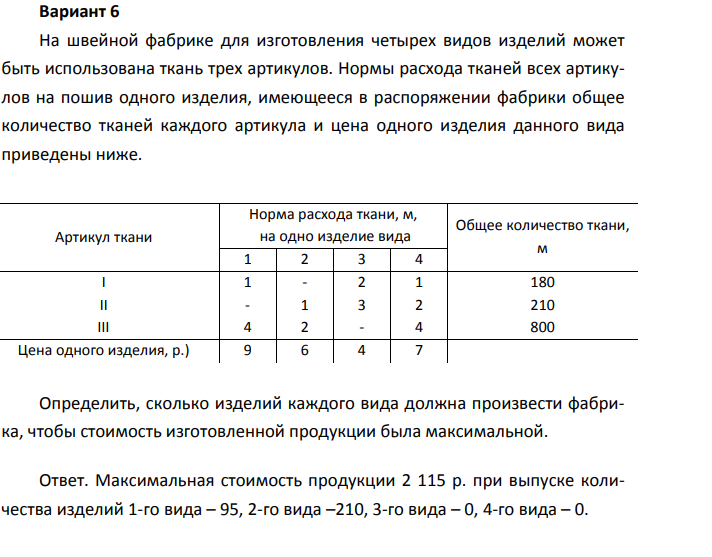 Вариант 6
На швейной фабрике для изготовления четырех видов изделий может
быть использована ткань трех артикулов. Нормы расхода тканей всех артику-
лов на пошив одного изделия, имеющееся в распоряжении фабрики общее
количество тканей каждого артикула и цена одного изделия данного вида
приведены ниже.
Артикул ткани
Норма расхода ткани, м,
на одно изделие вида
Общее количество ткани,
м
1 2 3 4
I 1 - 2 1 180
II - 1 3 2 210
III 4 2 - 4 800
Цена одного изделия, р.) 9 6 4 7
Определить, сколько изделий каждого вида должна произвести фабри-
ка, чтобы стоимость изготовленной продукции была максимальной.
Ответ. Максимальная стоимость продукции 2 115 р. при выпуске коли-
чества изделий 1-го вида – 95, 2-го вида –210, 3-го вида – 0, 4-го вида – 0.